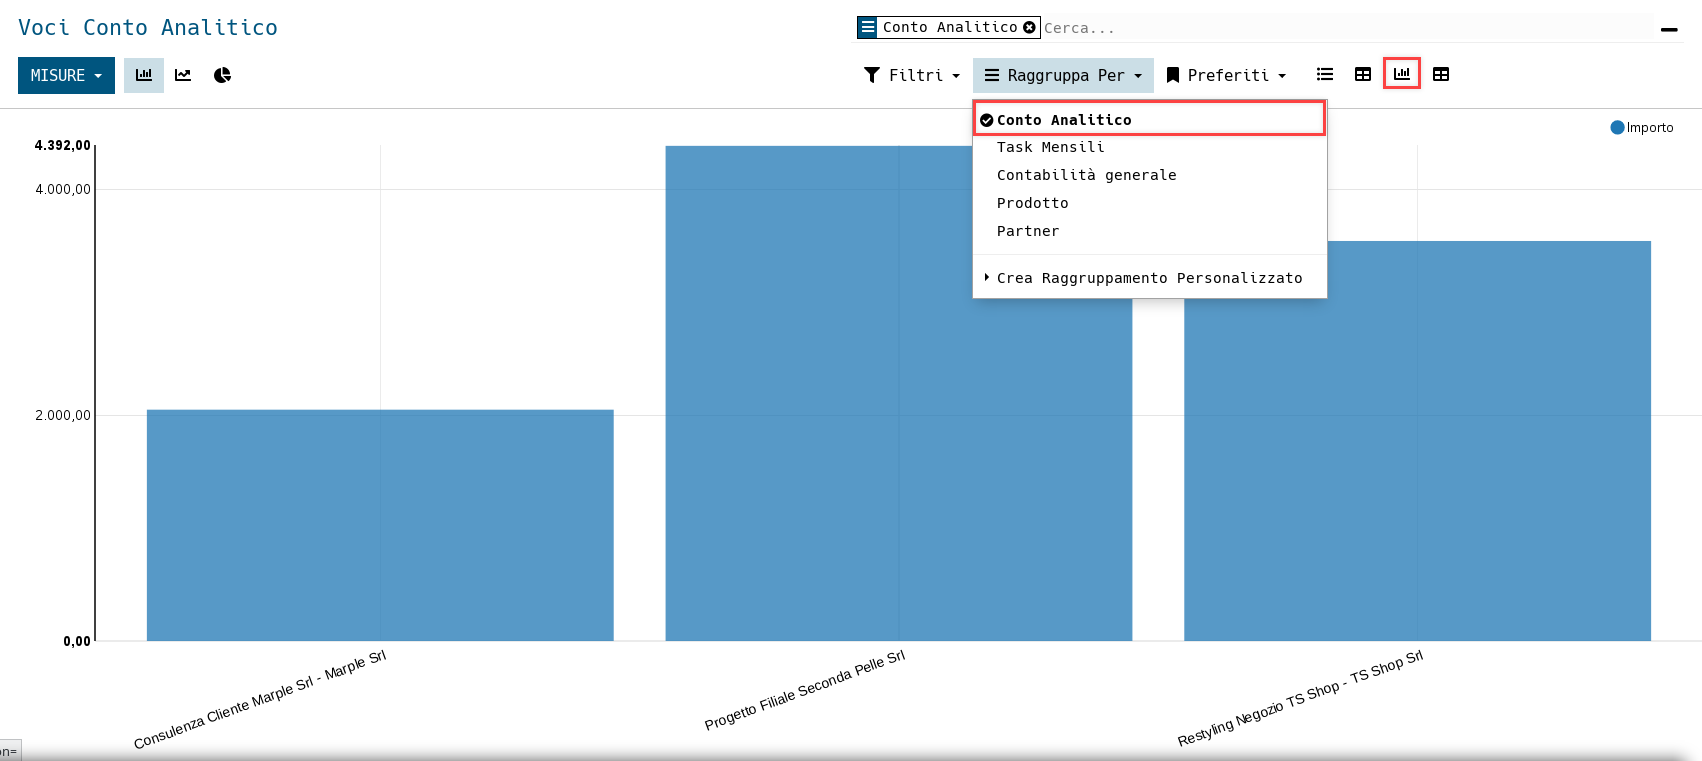 Voci Conto Analitico
Conto Analitico Cerca...
MISURE
Filtri Raggruppa Per Preferiti
Conto Analitico
Task Mensili
Contabilità generale
Prodotto
Partner
Crea Raggruppamento Personalizzato
Importo
4.392,00
4.000,00
2.000,00
0,00
Consulenza Cliente Marple Srl - Marple Srl
Progetto Filiale Seconda Pelle Srl
Restyling Negozio TS Shop - TS Shop Srl
on=